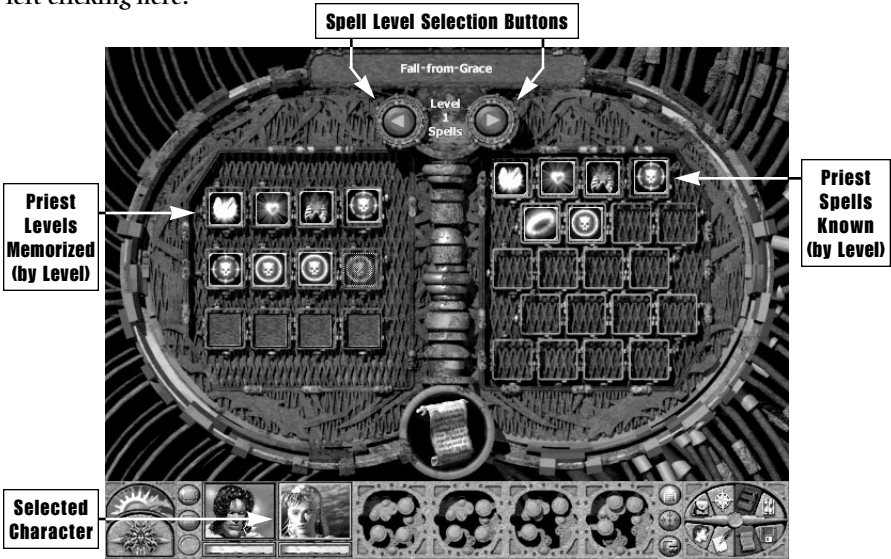 left clicking here.
Spell Level Selection Buttons
Fall-from-Grace
Level
1
Spells
Priest
Levels
Memorized
(by Level)
Priest
Spells
Known
(by Level)
Selected
Character